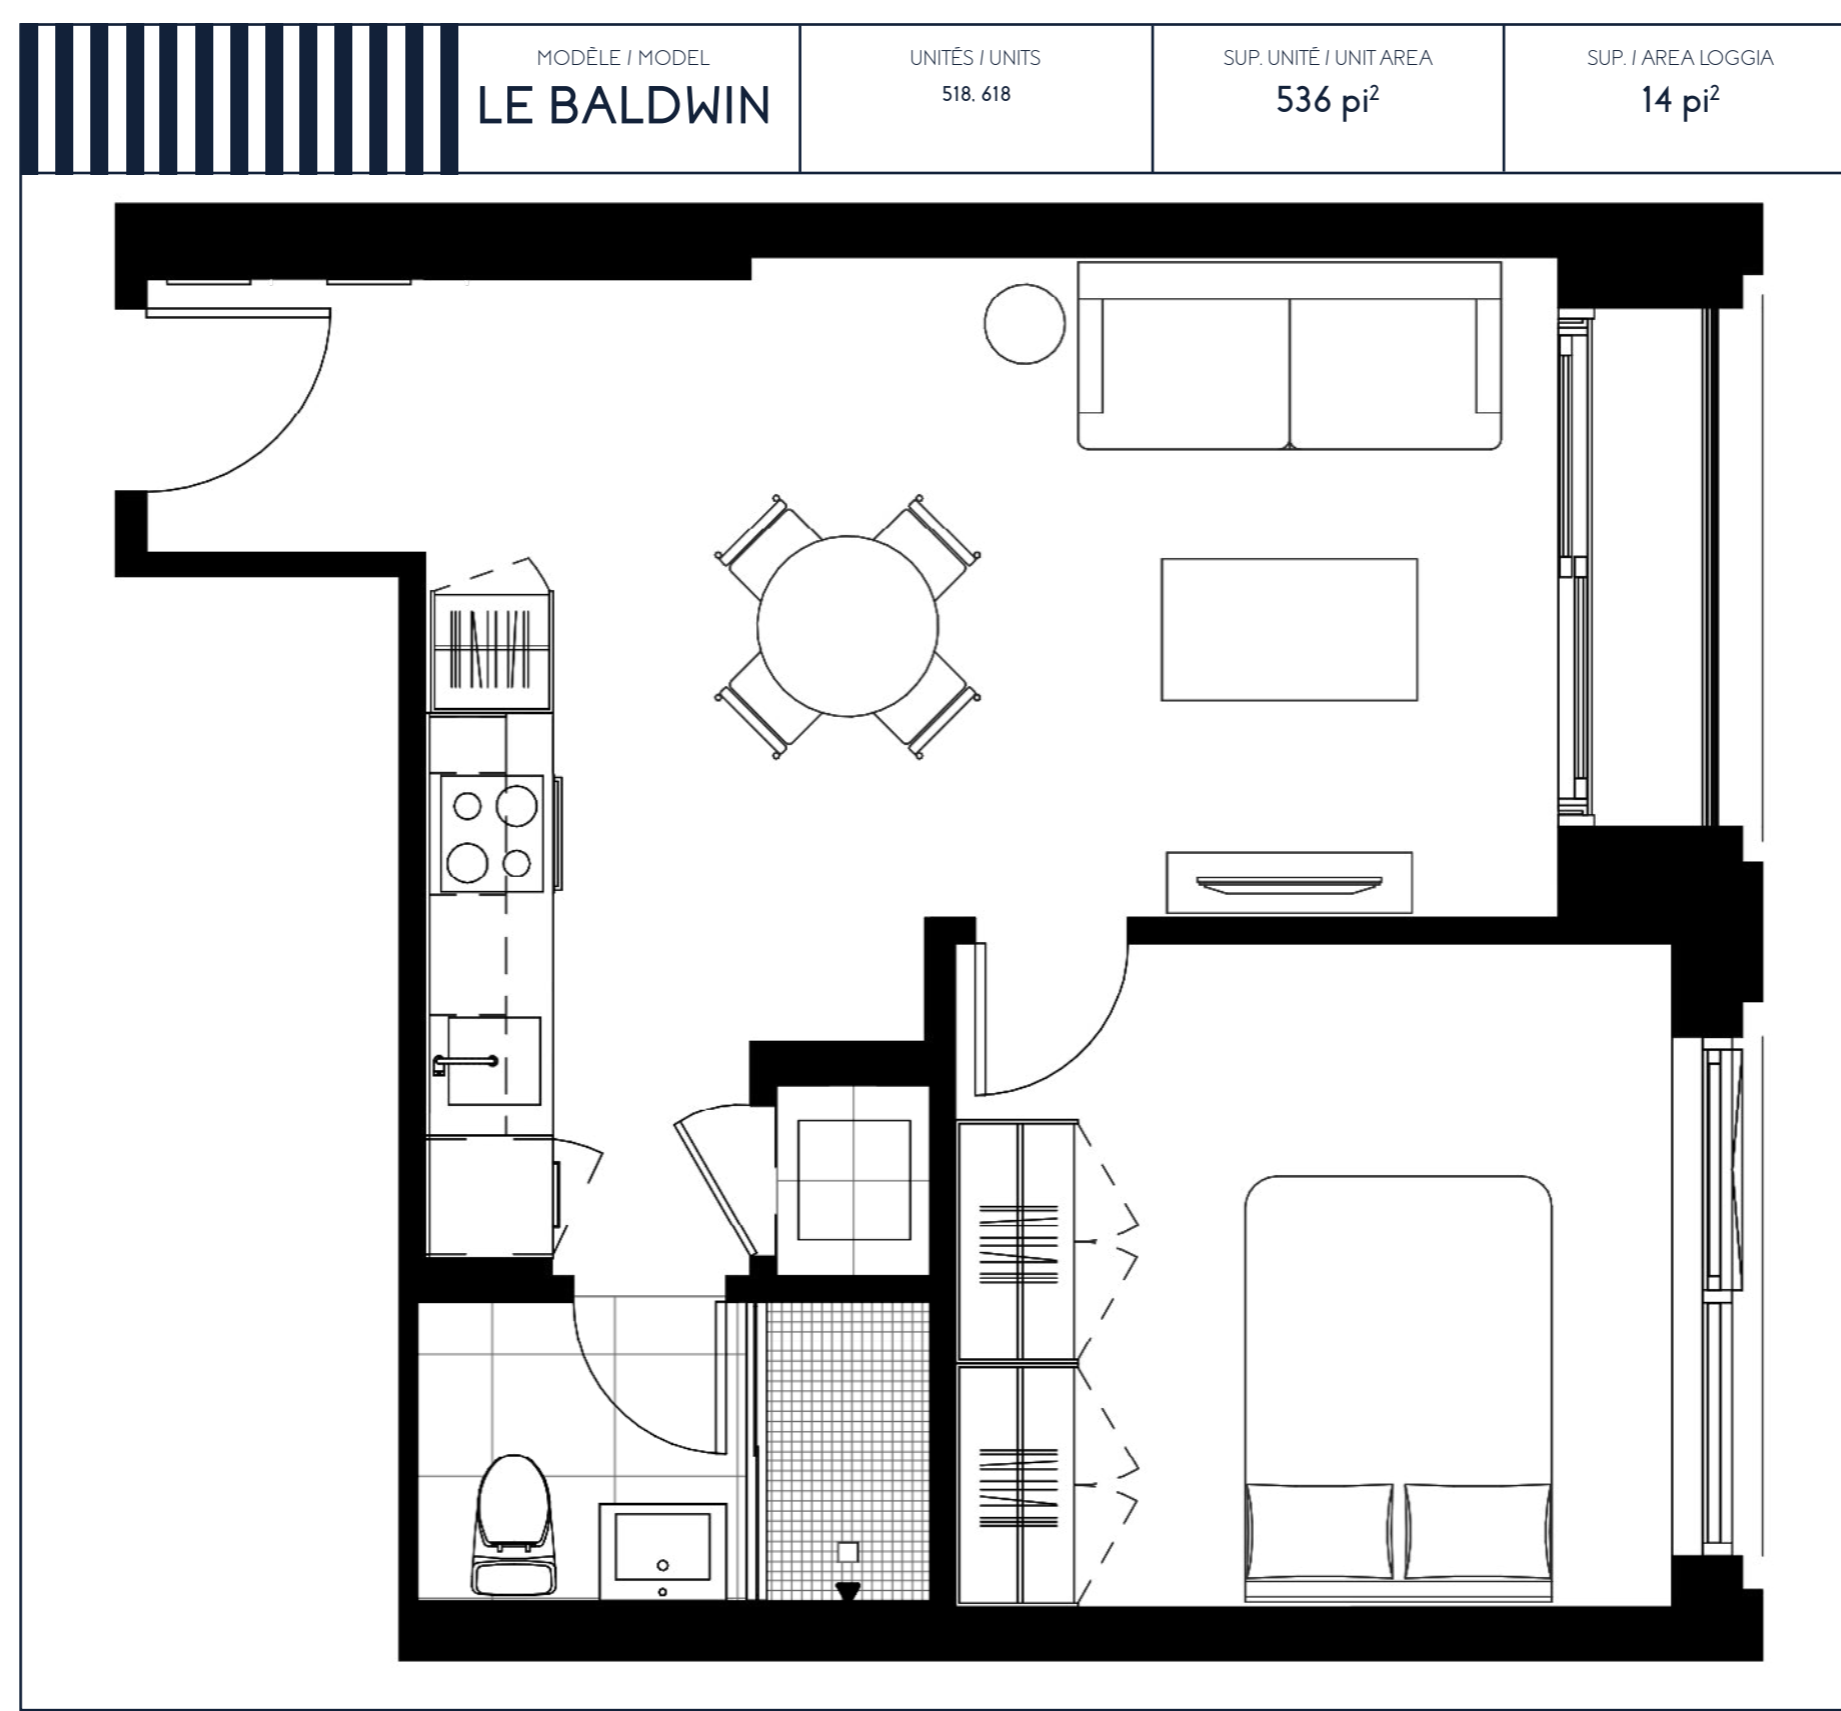 MODÈLE / MODEL
LE BALDWIN
UNITÉS / UNITS
518, 618
SUP. UNITÉ / UNIT AREA
536 pi²
SUP. / AREA LOGGIA
14 pi²